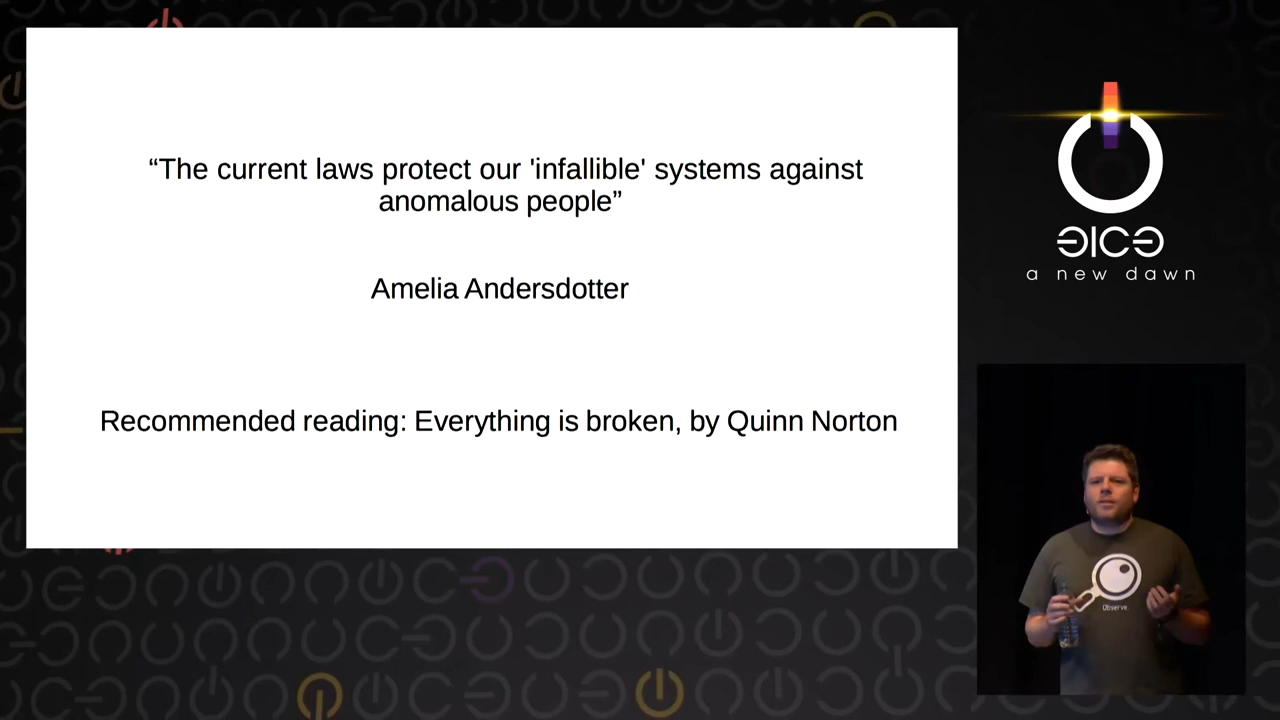 “The current laws protect our 'infallible' systems against
anomalous people”
Amelia Andersdotter
Recommended reading: Everything is broken, by Quinn Norton
a new dawn
Observe.